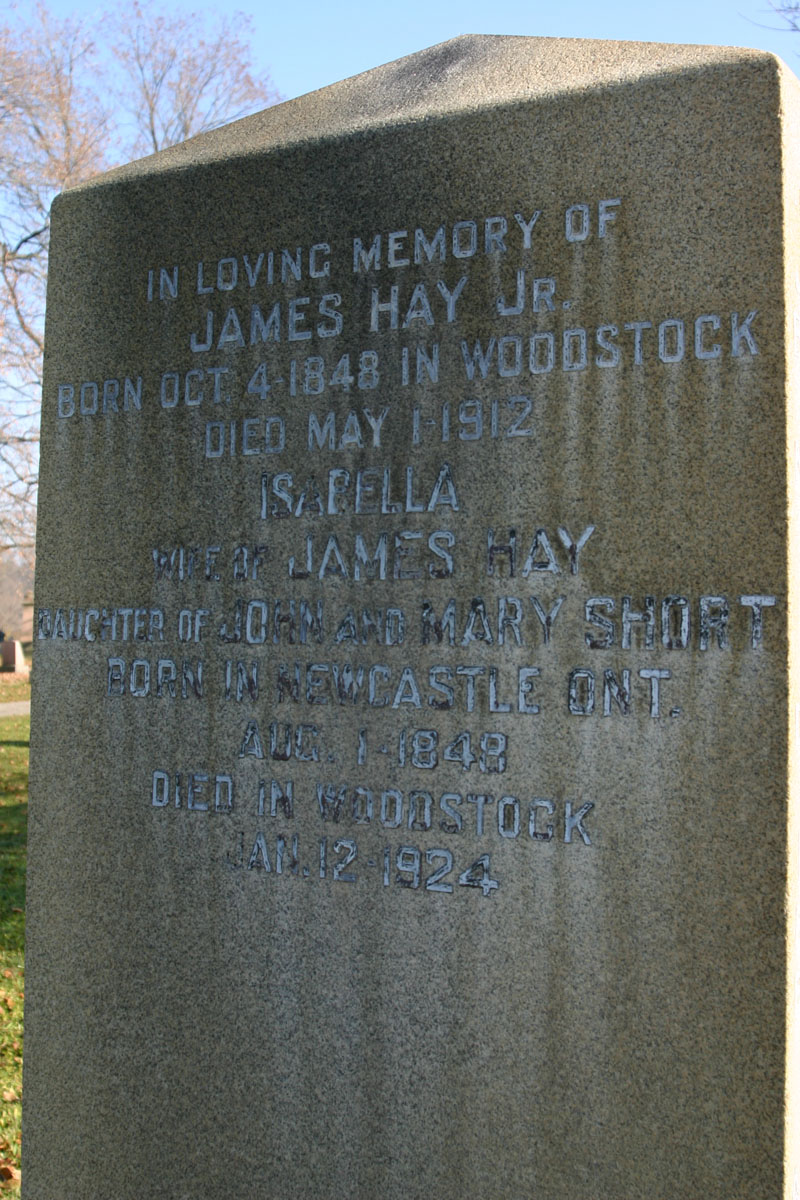 IN LOVING MEMORY OF
JAMES HAY JR.
BORN OCT. 4-1848 IN WOODSTOCK
DIED MAY 1-1912
ISABELLA
WIFE OF JAMES HAY
DAUGHTER OF JOHN AND MARY SHORT
BORN IN NEWCASTLE ONT.
AUG. 1-1848
DIED IN WOODSTOCK
JAN. 12-1924